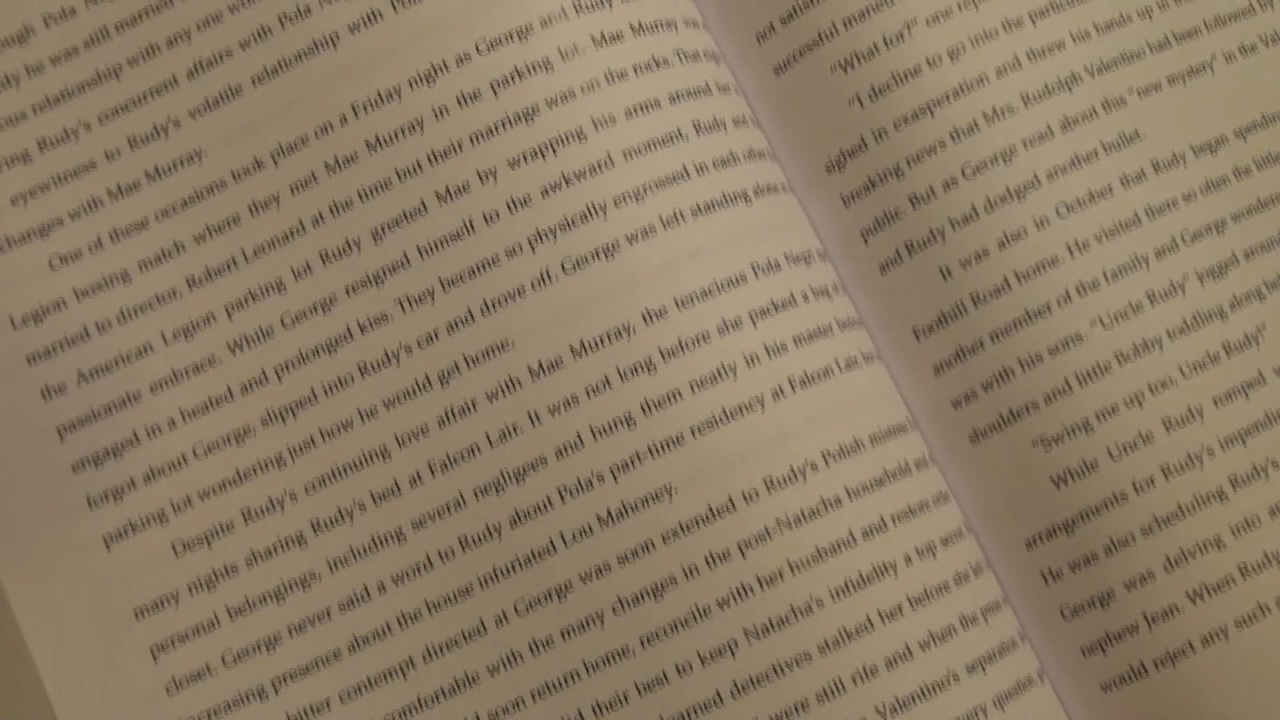 ough Pola
dy he was still married
ous relationship with any one
ring Rudy's concurrent affairs with Pola
eyewitness to Rudy's volatile relationship with
changes with Mae Murray.
One of these occasions took place on a Friday night as George and Rudy
Legion boxing match where they met Mae Murray in the parking lot. Mae Murray
married to director, Robert Leonard at the time but their marriage was on the rocks. That
the American Legion parking lot Rudy greeted Mae by wrapping his arms around
passionate embrace. While George resigned himself to the awkward moment, Rudy
engaged in a heated and prolonged kiss. They became so physically engrossed in each other
forgot about George, slipped into Rudy's car and drove off. George was left standing
parking lot wondering just how he would get home.
Despite Rudy's continuing love affair with Mae Murray, the tenacious Pola Negri
many nights sharing Rudy's bed at Falcon Lair. It was not long before she packed a bag
personal belongings, including several negligees and hung them neatly in his master
closet. George never said a word to Rudy about Pola's part-time residency at Falcon Lair,
increasing presence about the house infuriated Lou Mahoney.
bitter contempt directed at George was soon extended to Rudy's Polish
comfortable with the many changes in the post-Natacha household
soon return home, reconcile with her husband and restore
did their best to keep Natacha's infidelity a top
learned detectives stalked her before she
were still rife and when the
Valentino's separate
very
not satisf
successful
"What for?" one
"I decline to go into the
sighed in exasperation and threw his hands up in
breaking news that Mrs. Rudolph Valentino had been followed by
public. But as George read about this "new mystery" in the
and Rudy had dodged another bullet.
It was also in October that Rudy began
Foothill Road home. He visited there so often the little
another member of the family and George
was with his sons. "Uncle Rudy" jogged
shoulders and little Bobby toddling along
"Swing me up too, Uncle Rudy!"
While Uncle Rudy romped
arrangements for Rudy's
He was also scheduling Rudy's
George was delving into
nephew Jean. When Rudy
would reject any such